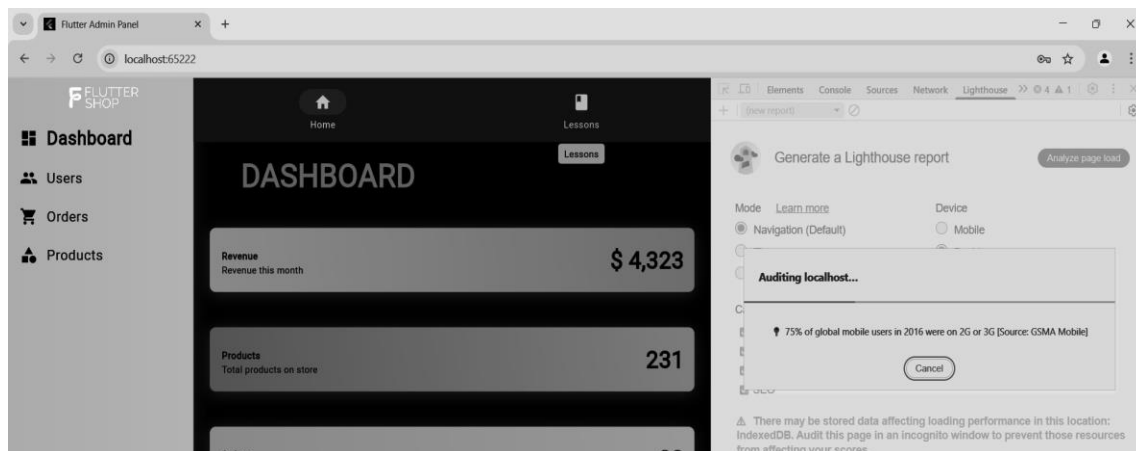 Flutter Admin Panel
localhost:65222
FLUTTER
SHOP
Dashboard
Users
Orders
Products
Home
Lessons
Lessons
DASHBOARD
Revenue
Revenue this month
$ 4,323
Products
Total products on store
231
Elements Console Sources Network Lighthouse 4 1
(new report)
Generate a Lighthouse report
Analyze page load
Mode Learn more
Device
Navigation (Default)
Mobile
Auditing localhost...
75% of global mobile users in 2016 were on 2G or 3G [Source: GSMA Mobile]
Cancel
SEO
There may be stored data affecting loading performance in this location:
IndexedDB. Audit this page in an incognito window to prevent those resources
from affecting your scores.